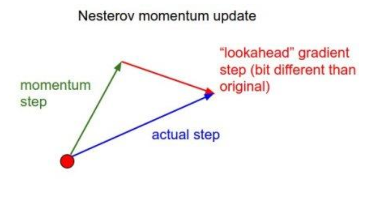 Nesterov momentum update
"lookahead" gradient
step (bit different than
original)
momentum
step
actual step